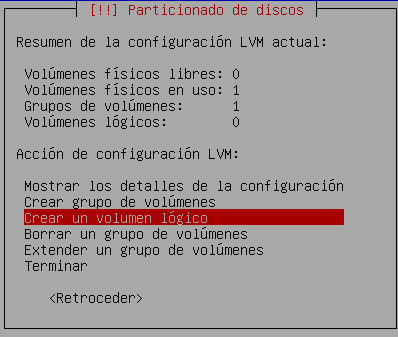 [!!] Particionado de discos
Resumen de la configuración LVM actual:
Volúmenes físicos libres: 0
Volúmenes físicos en uso: 1
Grupos de volúmenes: 1
Volúmenes lógicos: 0
Acción de configuración LVM:
Mostrar los detalles de la configuración
Crear grupo de volúmenes
Crear un volumen lógico
Borrar un grupo de volúmenes
Extender un grupo de volúmenes
Terminar
<Retroceder>